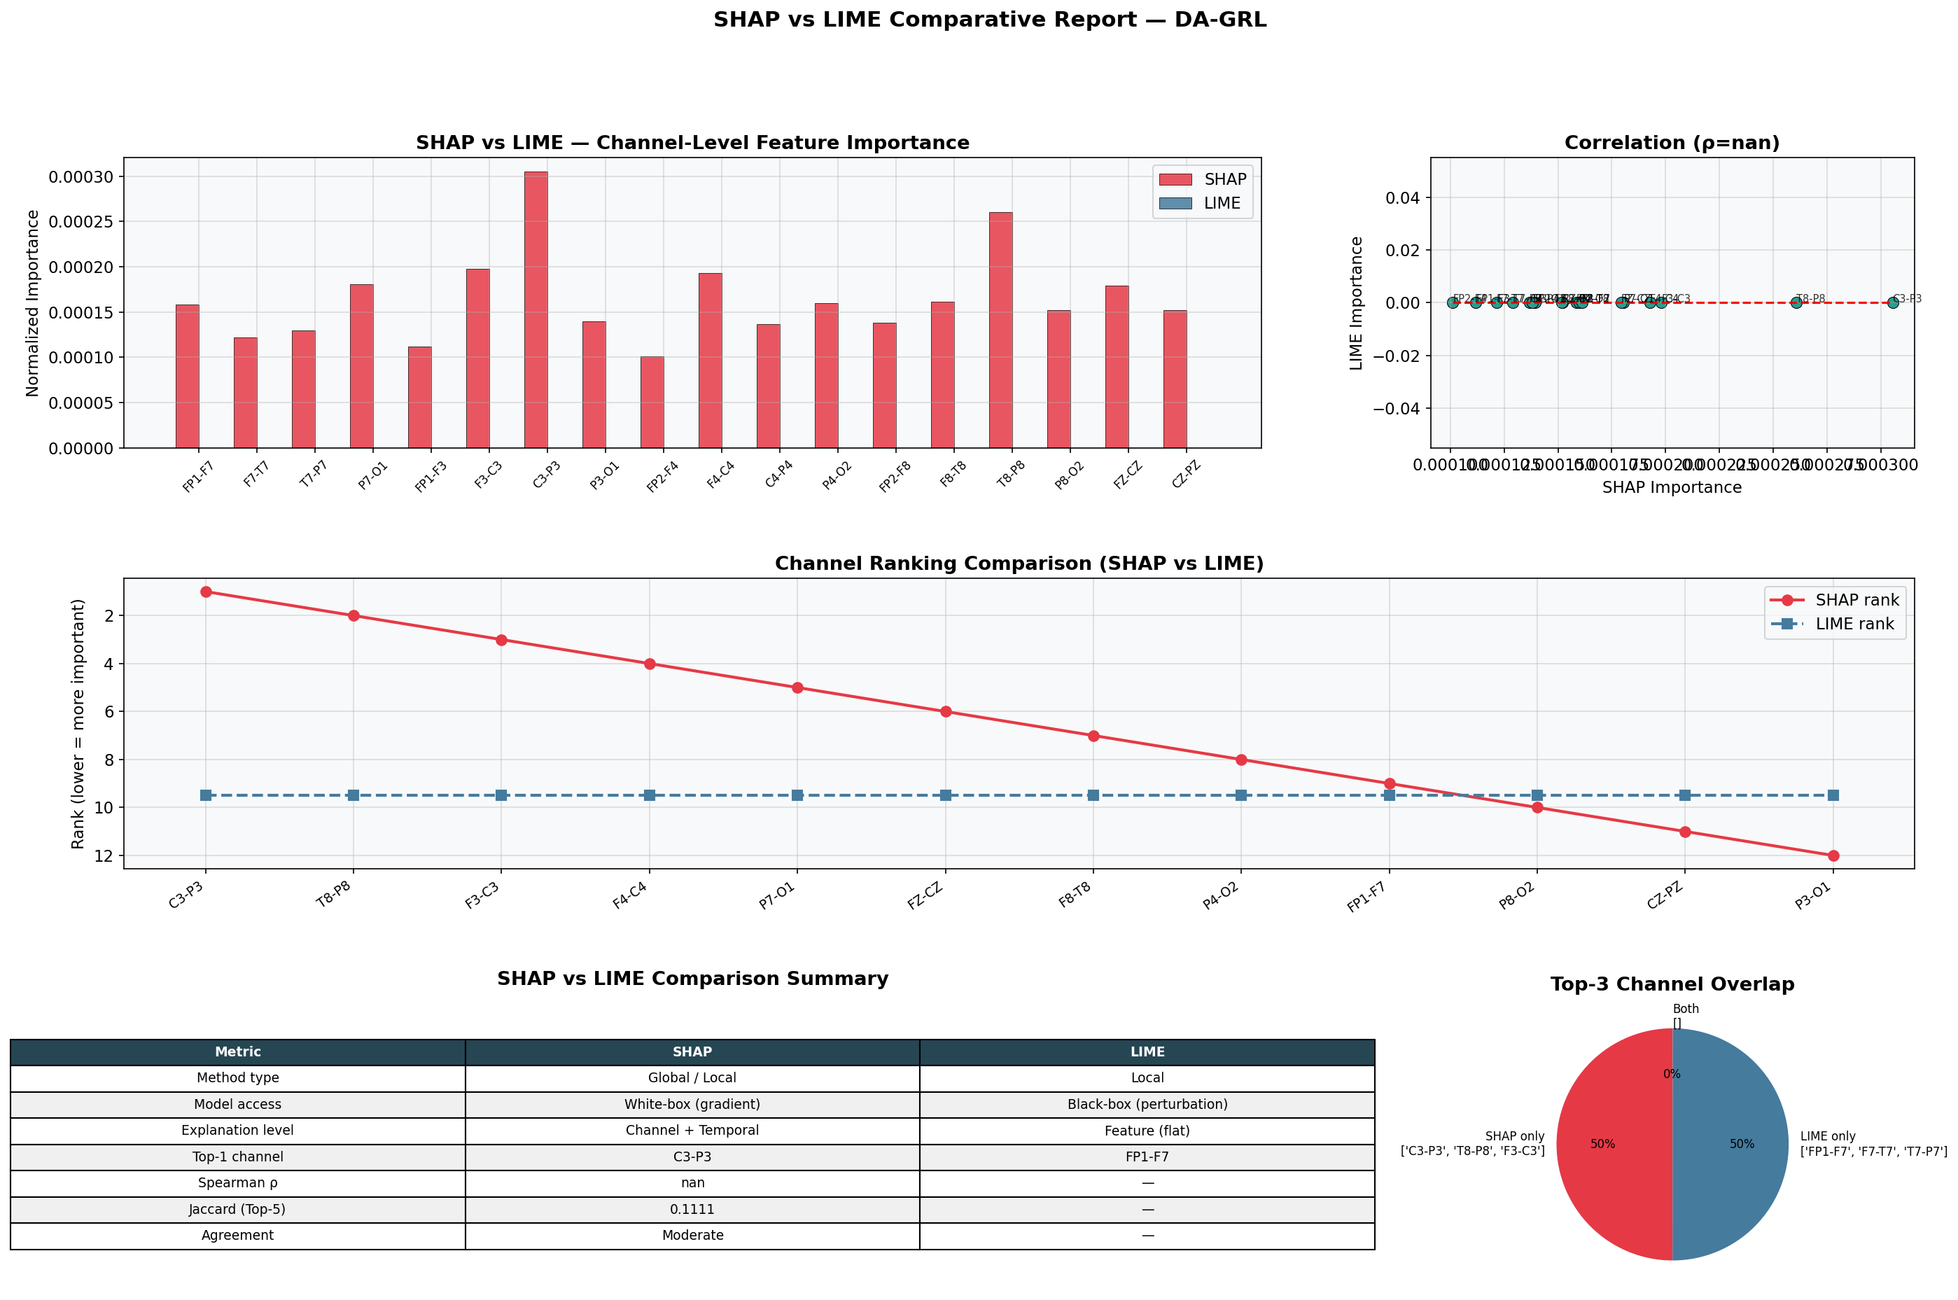 SHAP vs LIME Comparative Report — DA-GRL
SHAP vs LIME — Channel-Level Feature Importance
Normalized Importance
0.00030
0.00025
0.00020
0.00015
0.00010
0.00005
0.00000
SHAP
LIME
FP1-F7 F7-T7 T7-P7 P7-O1 FP1-F3 F3-C3 C3-P3 P3-O1 FP2-F4 F4-C4 C4-P4 P4-O2 FP2-F8 F8-T8 T8-P8 P8-O2 FZ-CZ CZ-PZ
Correlation (ρ=nan)
LIME Importance
0.04
0.02
0.00
−0.02
−0.04
T8-P8 C3-P3
SHAP Importance
Channel Ranking Comparison (SHAP vs LIME)
Rank (lower = more important)
2
4
6
8
10
12
SHAP rank
LIME rank
C3-P3 T8-P8 F3-C3 F4-C4 P7-O1 FZ-CZ F8-T8 P4-O2 FP1-F7 P8-O2 CZ-PZ P3-O1
SHAP vs LIME Comparison Summary
Metric SHAP LIME
Method type Global / Local Local
Model access White-box (gradient) Black-box (perturbation)
Explanation level Channel + Temporal Feature (flat)
Top-1 channel C3-P3 FP1-F7
Spearman ρ nan —
Jaccard (Top-5) 0.1111 —
Agreement Moderate —
Top-3 Channel Overlap
Both
[]
0%
SHAP only
['C3-P3', 'T8-P8', 'F3-C3']
50%
50%
LIME only
['FP1-F7', 'F7-T7', 'T7-P7']